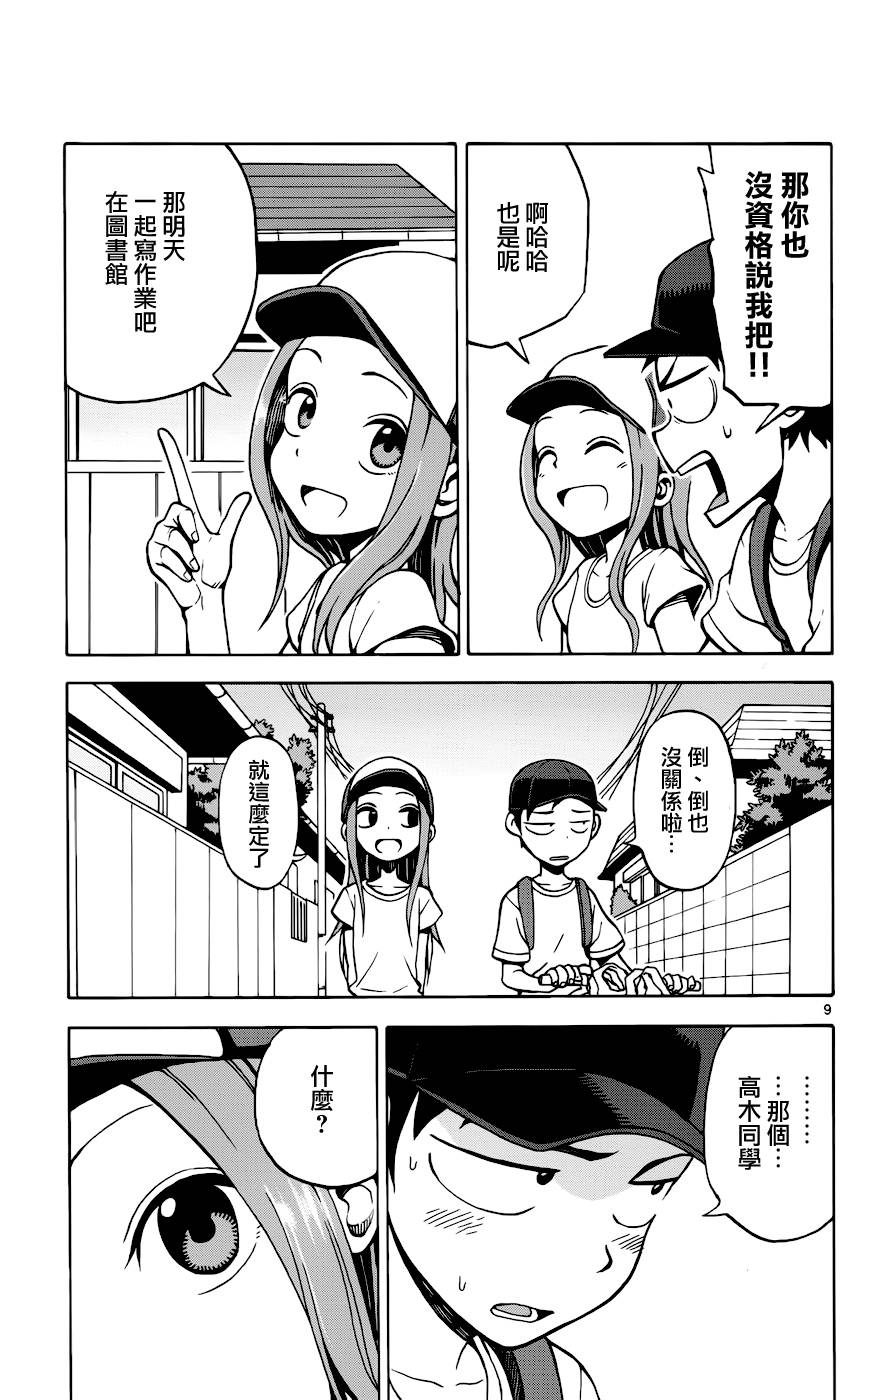 那你也
沒資格說我把!!
啊哈哈
也是呢
那明天
一起寫作業吧
在圖書館
倒、倒也
沒關係啦…
就這麼定了
9
………
…那個…
高木同學
什麼?